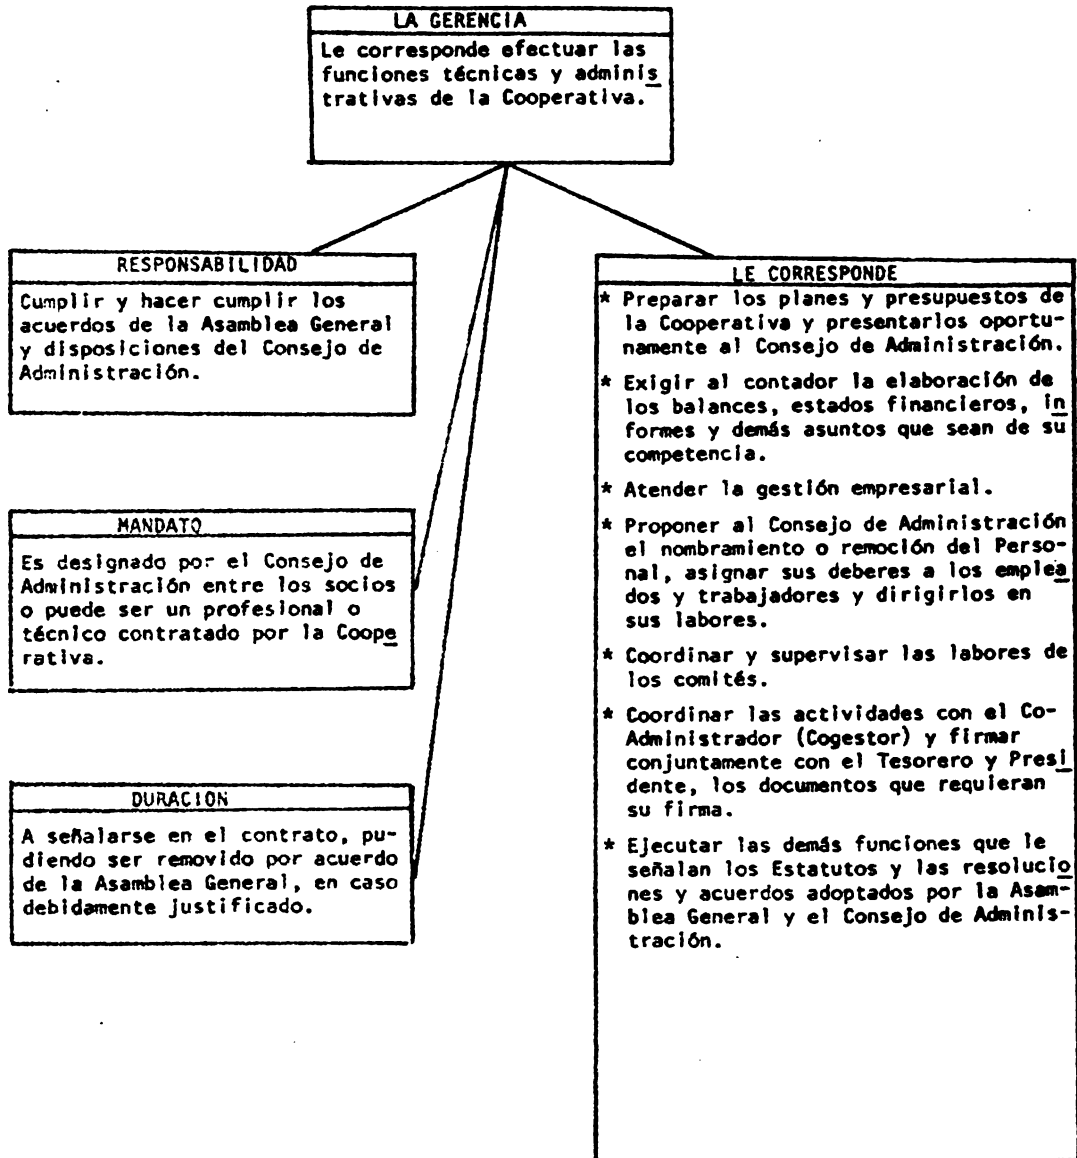 LA GERENCIA
Le corresponde efectuar las
funciones técnicas y adminis
trativas de la Cooperativa.
RESPONSABILIDAD
Cumplir y hacer cumplir los
acuerdos de la Asamblea General
y disposiciones del Consejo de
Administración.
MANDATO
Es designado por el Consejo de
Administración entre los socios
o puede ser un profesional o
técnico contratado por la Coope
rativa.
DURACION
A señalarse en el contrato, pu-
diendo ser removido por acuerdo
de la Asamblea General, en caso
debidamente justificado.
LE CORRESPONDE
* Preparar los planes y presupuestos de
la Cooperativa y presentarlos oportu-
namente al Consejo de Administración.
* Exigir al contador la elaboración de
los balances, estados financieros, in
formes y demás asuntos que sean de su
competencia.
* Atender la gestión empresarial.
* Proponer al Consejo de Administración
el nombramiento o remoción del Perso-
nal, asignar sus deberes a los emplea
dos y trabajadores y dirigirlos en
sus labores.
* Coordinar y supervisar las labores de
los comités.
* Coordinar las actividades con el Co-
Administrador (Cogestor) y firmar
conjuntamente con el Tesorero y Presi
dente, los documentos que requieran
su firma.
* Ejecutar las demás funciones que le
señalan los Estatutos y las resolucio
nes y acuerdos adoptados por la Asam-
blea General y el Consejo de Adminis-
tración.